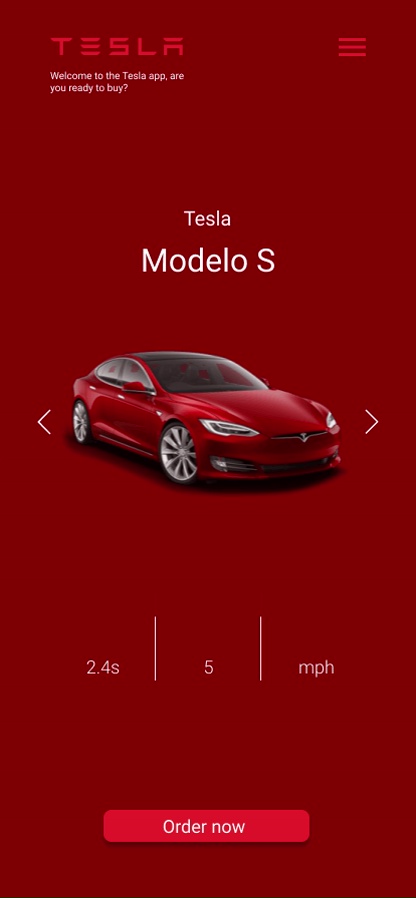 TESLA
Welcome to the Tesla app, are
you ready to buy?
Tesla
Modelo S
2.4s 5 mph
Order now